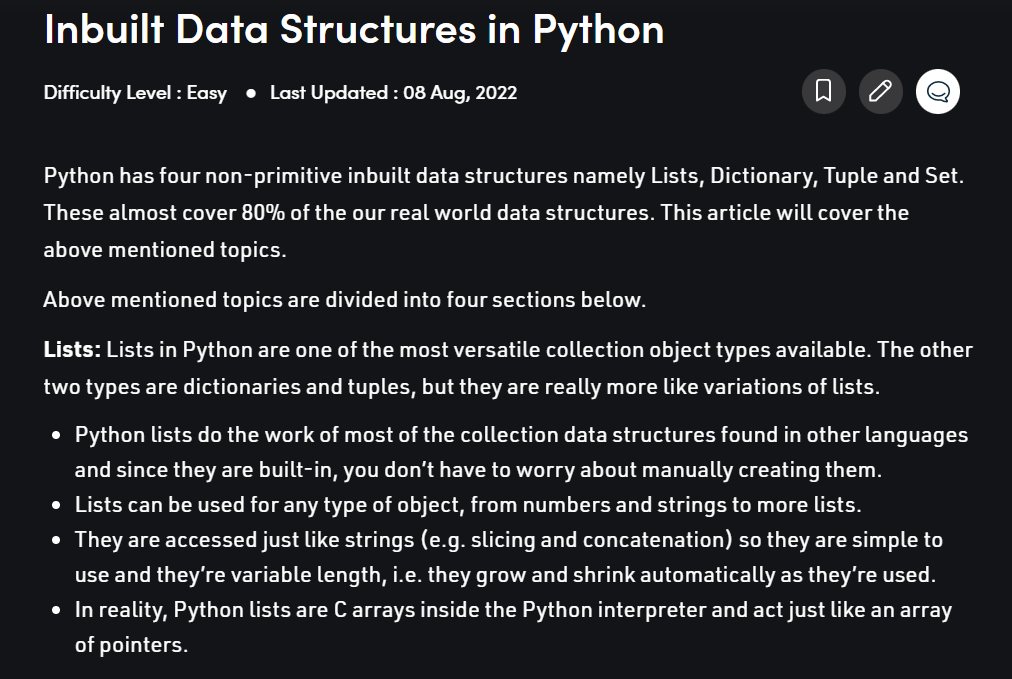 Inbuilt Data Structures in Python
Difficulty Level : Easy ● Last Updated : 08 Aug, 2022
Python has four non-primitive inbuilt data structures namely Lists, Dictionary, Tuple and Set.
These almost cover 80% of the our real world data structures. This article will cover the
above mentioned topics.
Above mentioned topics are divided into four sections below.
Lists: Lists in Python are one of the most versatile collection object types available. The other
two types are dictionaries and tuples, but they are really more like variations of lists.
• Python lists do the work of most of the collection data structures found in other languages
and since they are built-in, you don’t have to worry about manually creating them.
• Lists can be used for any type of object, from numbers and strings to more lists.
• They are accessed just like strings (e.g. slicing and concatenation) so they are simple to
use and they’re variable length, i.e. they grow and shrink automatically as they’re used.
• In reality, Python lists are C arrays inside the Python interpreter and act just like an array
of pointers.